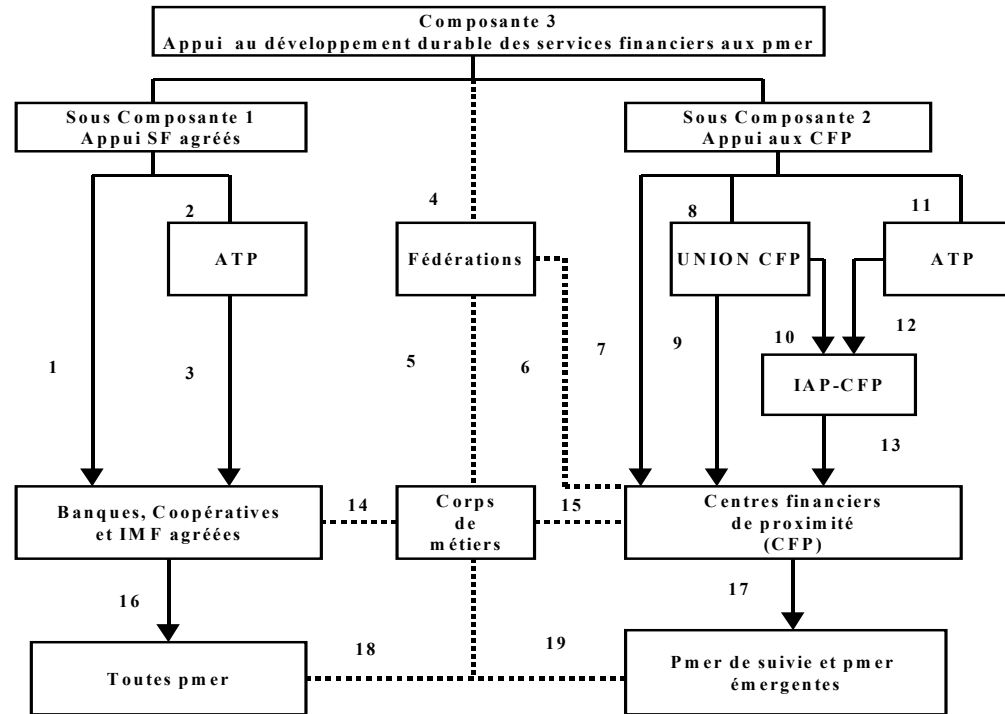 Composante 3
Appui au développement durable des services financiers aux pmer
Sous Composante 1
Appui SF agréés
Sous Composante 2
Appui aux CFP
4
2
8
11
ATP
Fédérations
UNION CFP
ATP
1
3
5
6
7
9
10
12
IAP-CFP
13
Banques, Coopératives
et IMF agréées
14
Corps
de
métiers
15
Centres financiers
de proximité
(CFP)
16
17
18
19
Toutes pmer
Pmer de suivie et pmer
émergentes